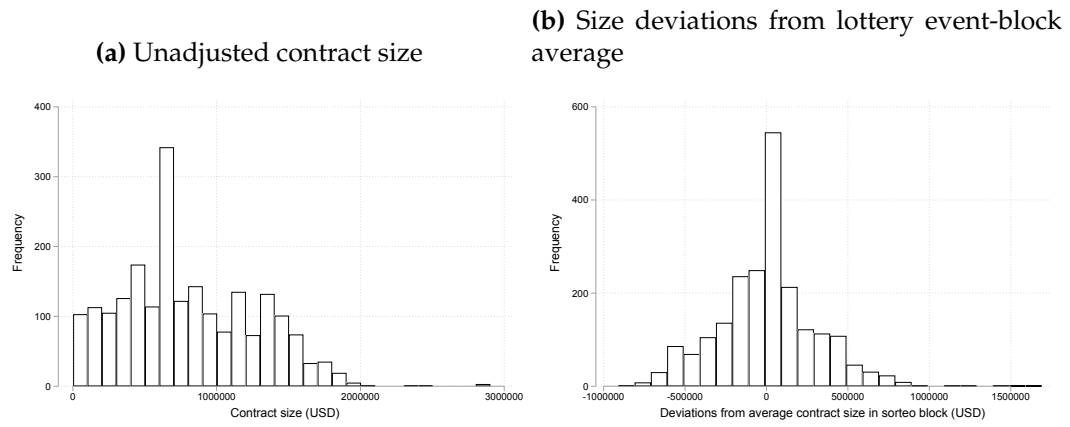 (a) Unadjusted contract size
(b) Size deviations from lottery event-block
average
400
300
200
100
0
Frequency
0
1000000
2000000
3000000
Contract size (USD)
600
400
200
0
Frequency
-1000000
-500000
0
500000
1000000
1500000
Deviations from average contract size in sorteo block (USD)